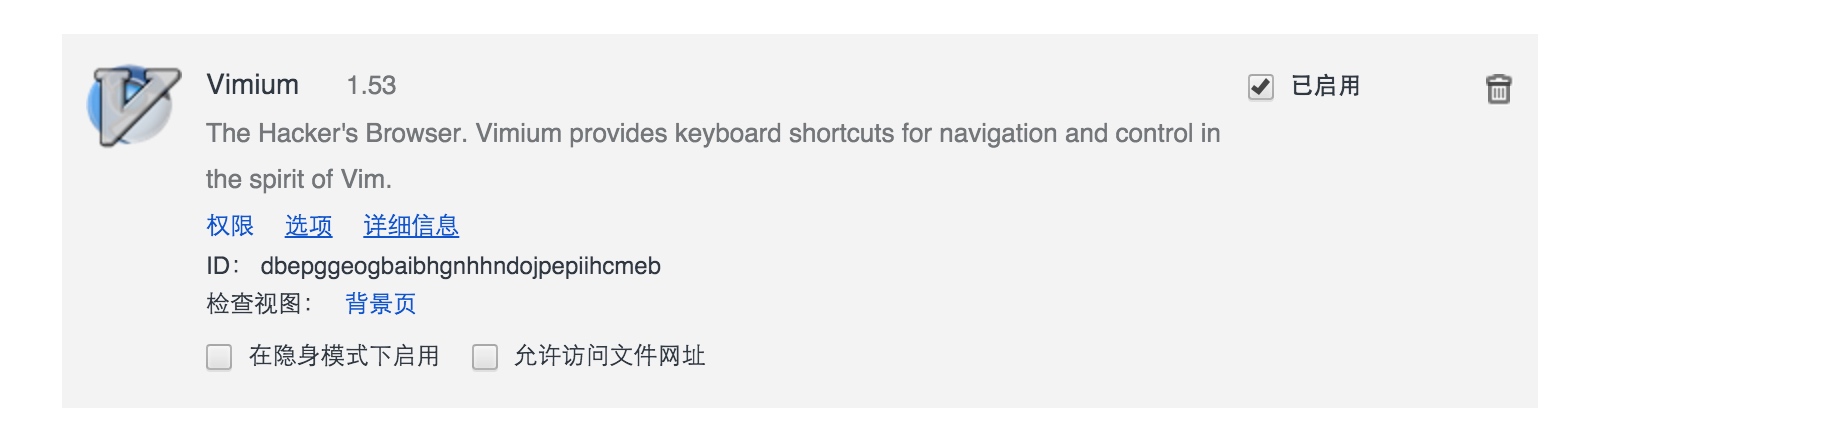 Vimium 1.53 已启用
The Hacker's Browser. Vimium provides keyboard shortcuts for navigation and control in
the spirit of Vim.
权限 选项 详细信息
ID： dbepggeogbaibhgnhhndojpepiihcmeb
检查视图： 背景页
在隐身模式下启用 允许访问文件网址